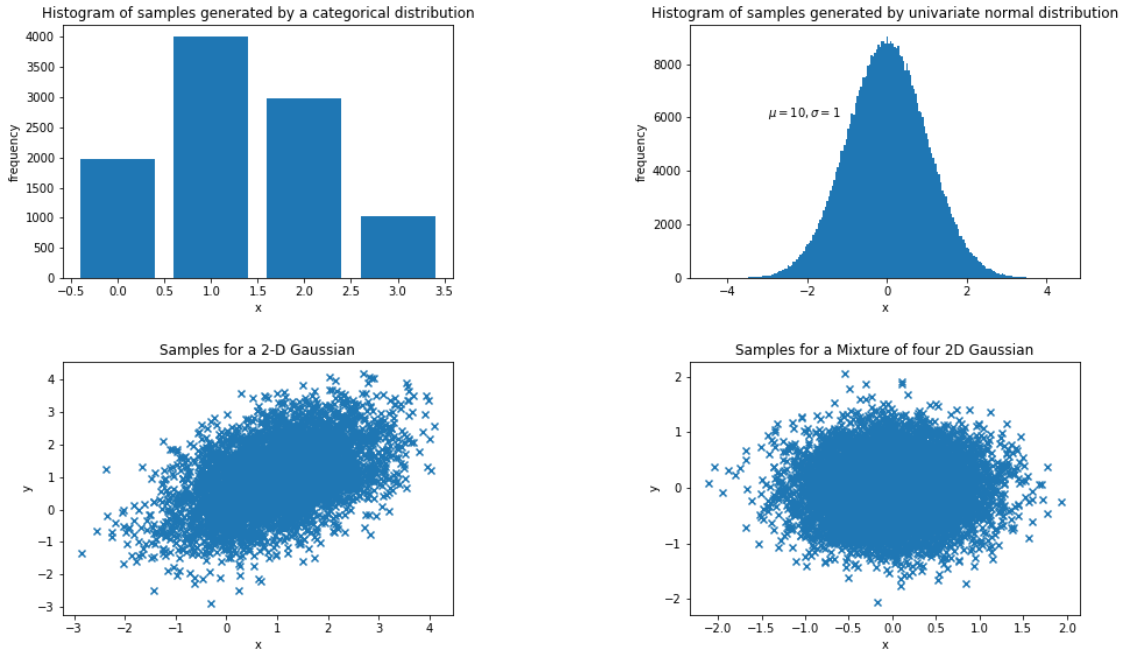 Histogram of samples generated by a categorical distribution
4000
3500
3000
2500
2000
1500
1000
500
0
frequency
−0.5 0.0 0.5 1.0 1.5 2.0 2.5 3.0 3.5
x
Histogram of samples generated by univariate normal distribution
8000
6000
4000
2000
0
frequency
μ = 10, σ = 1
−4 −2 0 2 4
x
Samples for a 2-D Gaussian
4
3
2
1
0
−1
−2
−3
y
−3 −2 −1 0 1 2 3 4
x
Samples for a Mixture of four 2D Gaussian
2
1
0
−1
−2
y
−2.0 −1.5 −1.0 −0.5 0.0 0.5 1.0 1.5 2.0
x